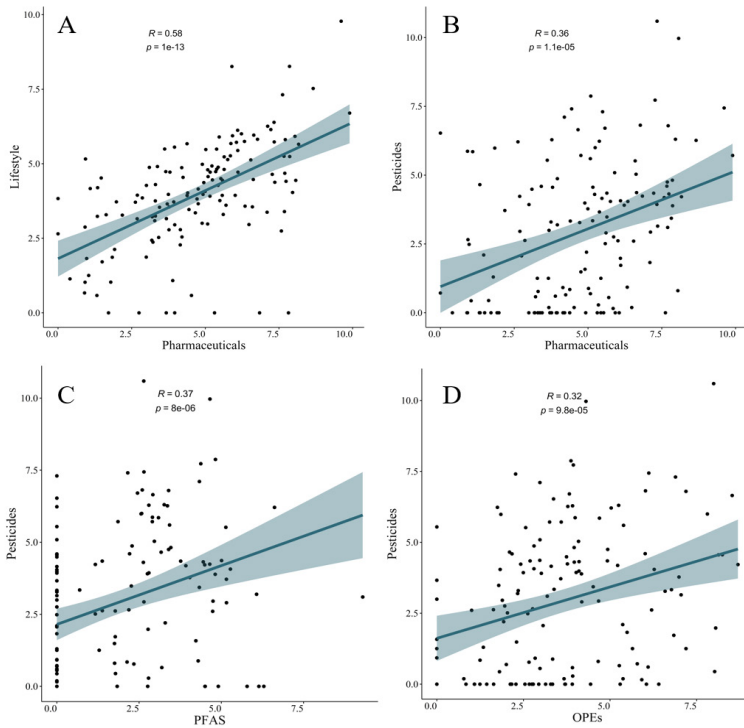 A
R = 0.58
p = 1e-13
10.0
7.5
5.0
2.5
0.0
Lifestyle
0.0 2.5 5.0 7.5 10.0
Pharmaceuticals
B
R = 0.36
p = 1.1e-05
10.0
7.5
5.0
2.5
0.0
Pesticides
0.0 2.5 5.0 7.5 10.0
Pharmaceuticals
C
R = 0.37
p = 8e-06
10.0
7.5
5.0
2.5
0.0
Pesticides
0.0 2.5 5.0 7.5
PFAS
D
R = 0.32
p = 9.8e-05
10.0
7.5
5.0
2.5
0.0
Pesticides
0.0 2.5 5.0 7.5
OPEs